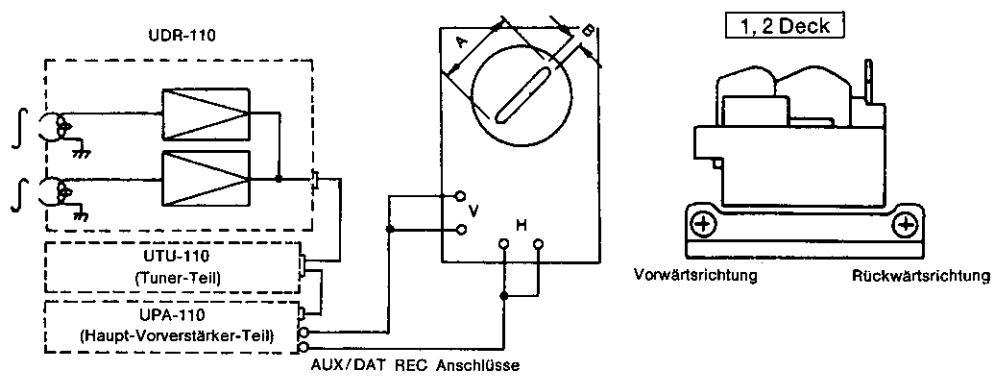 UDR-110
UTU-110
(Tuner-Teil)
UPA-110
(Haupt-Vorverstärker-Teil)
AUX/DAT REC Anschlüsse
A
B
V
H
1, 2 Deck
Vorwärtsrichtung
Rückwärtsrichtung